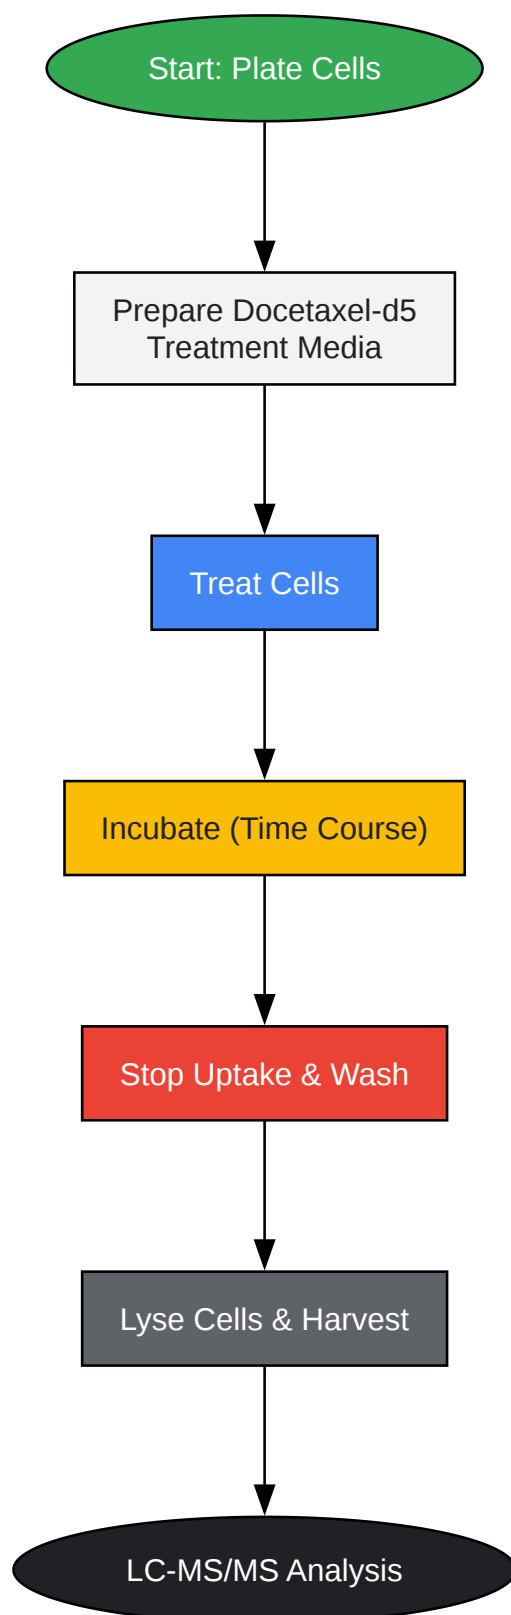 Start: Plate Cells
Prepare Docetaxel-d5
Treatment Media
Treat Cells
Incubate (Time Course)
Stop Uptake & Wash
Lyse Cells & Harvest
LC-MS/MS Analysis